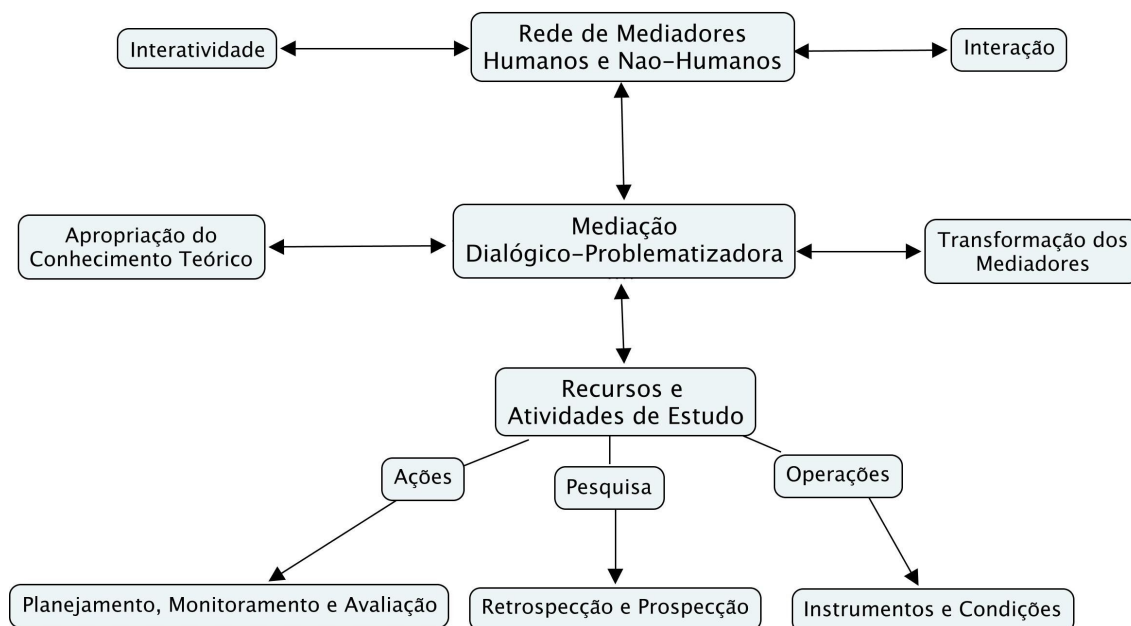 Rede de Mediadores
Humanos e Nao-Humanos
Interatividade
Interação
Mediação
Dialógico-Problematizadora
Apropriação do
Conhecimento Teórico
Transformação dos
Mediadores
Recursos e
Atividades de Estudo
Ações
Pesquisa
Operações
Planejamento, Monitoramento e Avaliação
Retrospecção e Prospecção
Instrumentos e Condições